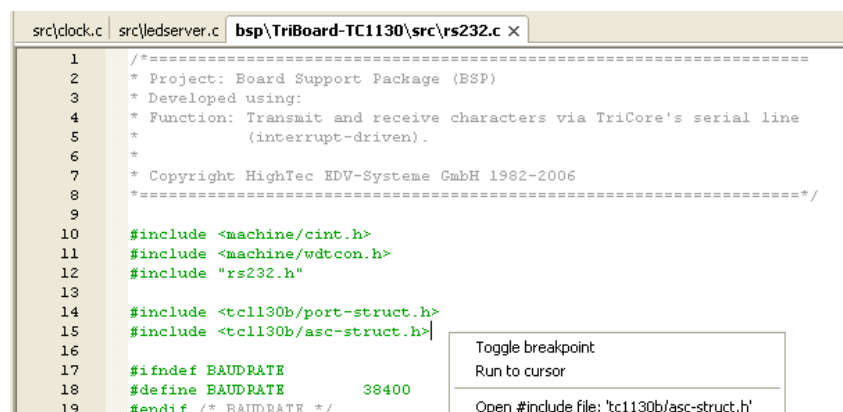 src\clock.c src\ledserver.c bsp\TriBoard-TC1130\src\rs232.c ×
1 /*====================================================================
2 * Project: Board Support Package (BSP)
3 * Developed using:
4 * Function: Transmit and receive characters via TriCore's serial line
5 * (interrupt-driven).
6 *
7 * Copyright HighTec EDV-Systeme GmbH 1982-2006
8 *====================================================================*/
9
10 #include <machine/cint.h>
11 #include <machine/wdtcon.h>
12 #include "rs232.h"
13
14 #include <tc1130b/port-struct.h>
15 #include <tc1130b/asc-struct.h>
16
Toggle breakpoint
17 #ifndef BAUDRATE
Run to cursor
18 #define BAUDRATE 38400
19 #endif /* BAUDRATE */
Open #include file: 'tc1130b/asc-struct.h'